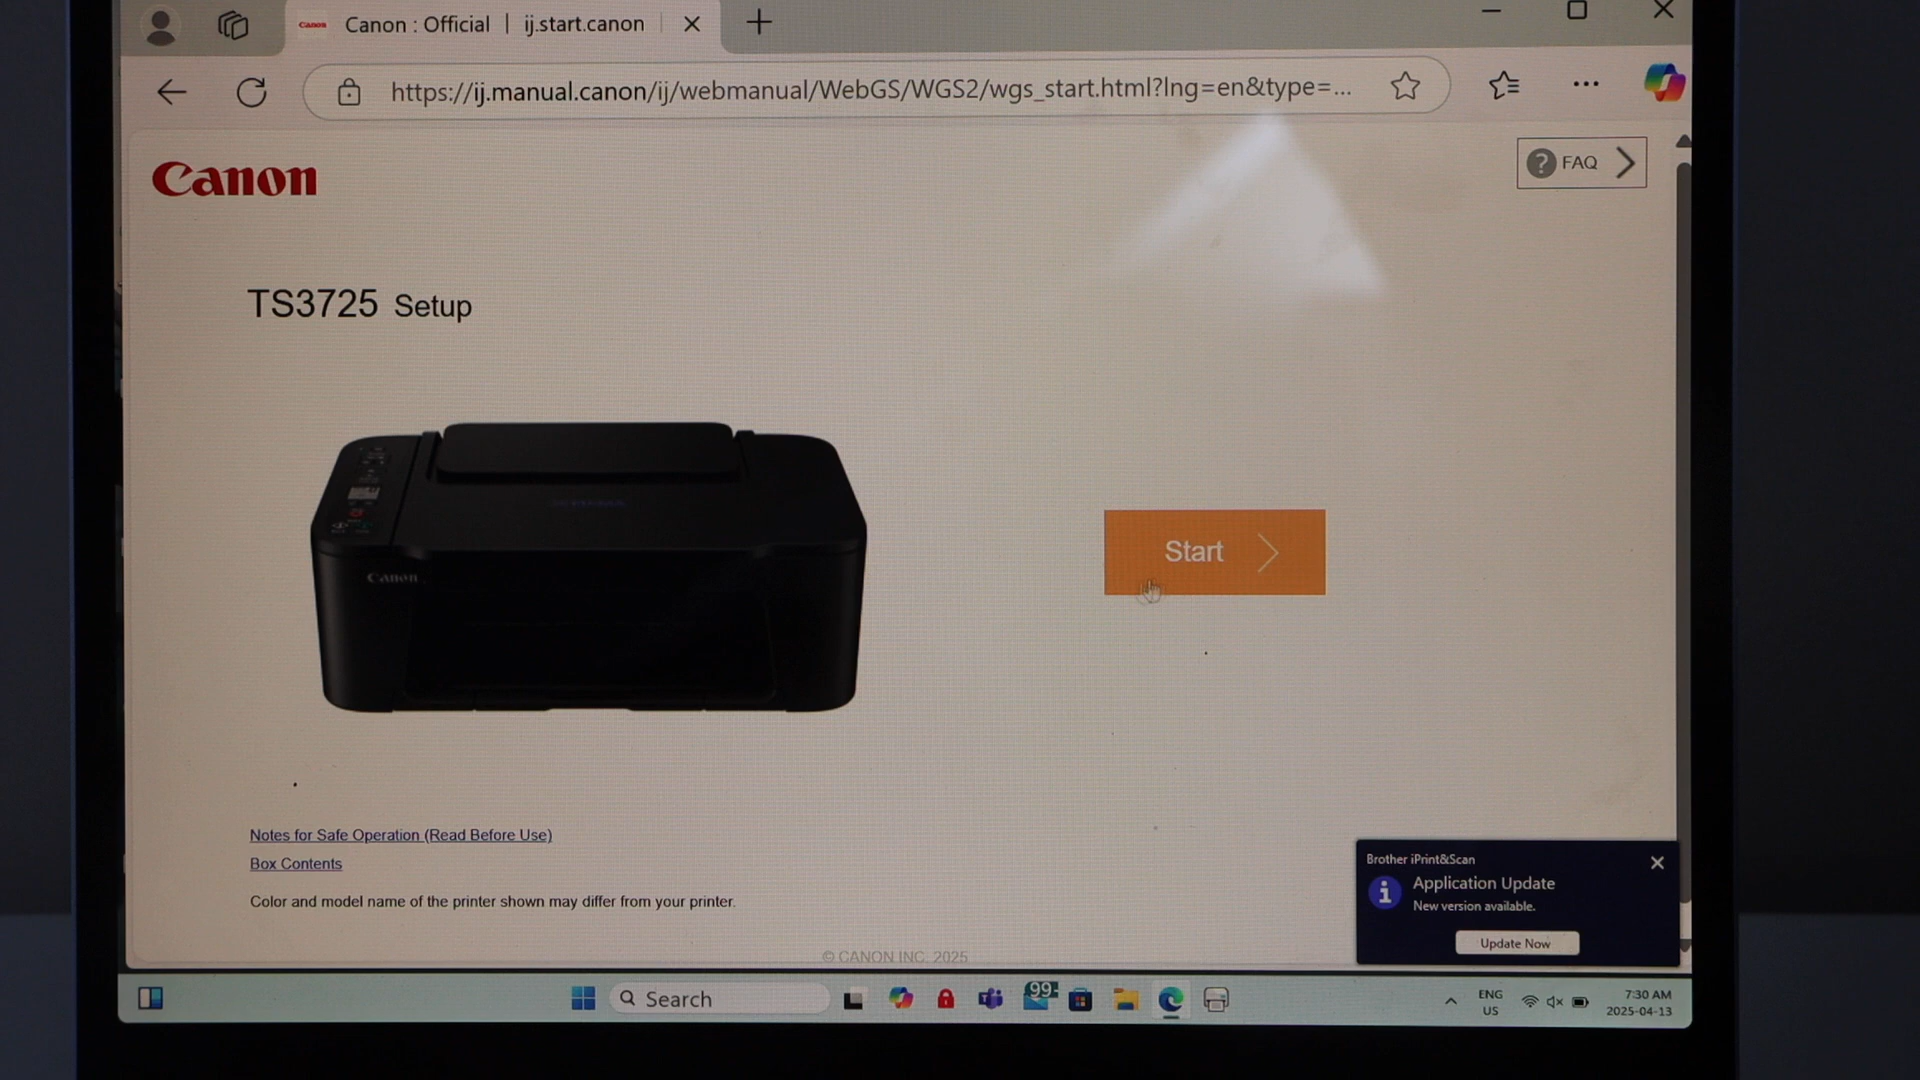 Canon : Official | ij.start.canon
https://ij.manual.canon/ij/webmanual/WebGS/WGS2/wgs_start.html?lng=en&type=...
Canon
? FAQ
TS3725 Setup
Canon
Start
Notes for Safe Operation (Read Before Use)
Box Contents
Color and model name of the printer shown may differ from your printer.
© CANON INC. 2025
Brother iPrint&Scan
Application Update
New version available.
Update Now
Search
99+
ENG
US
7:30 AM
2025-04-13